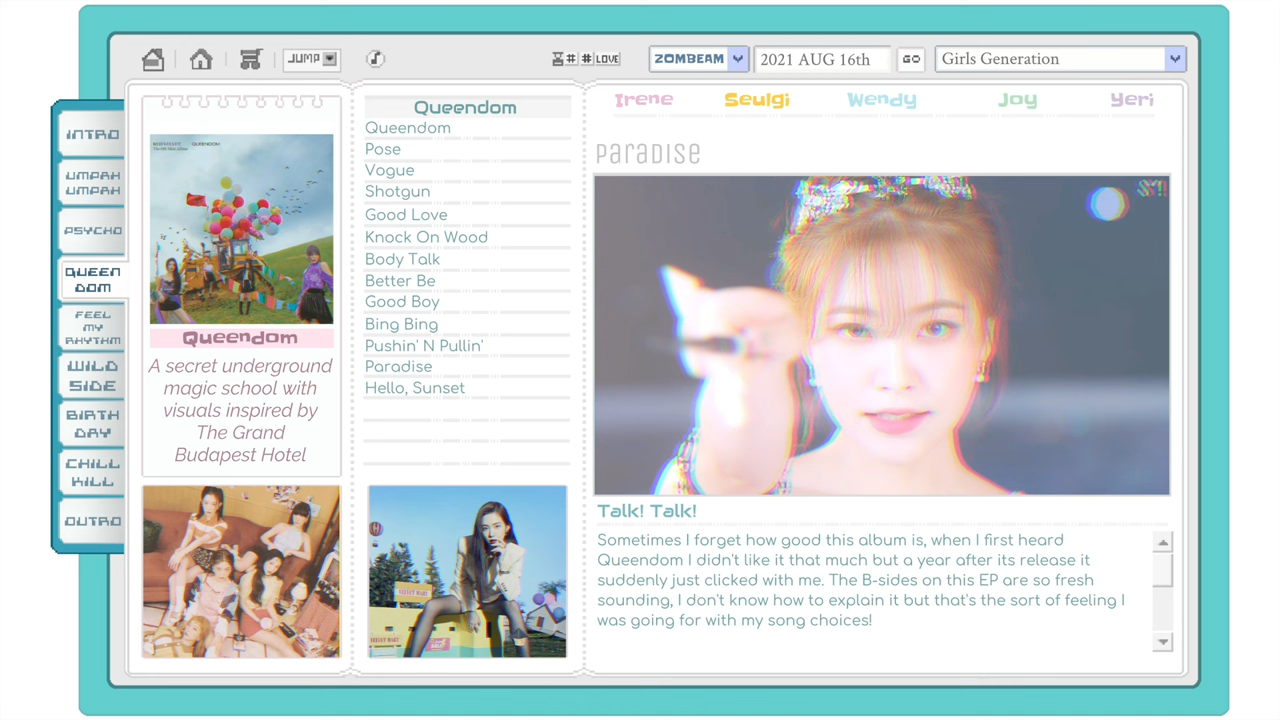 JUMP
# # LOVE
ZOMBEAM
2021 AUG 16th
GO
Girls Generation
INTRO
UMPAH
UMPAH
PSYCHO
QUEEN
DOM
FEEL
MY
RHYTHM
WILD
SIDE
BIRTH
DAY
CHILL
KILL
OUTRO
QUEENDOM
Queendom
A secret underground
magic school with
visuals inspired by
The Grand
Budapest Hotel
Queendom
Queendom
Pose
Vogue
Shotgun
Good Love
Knock On Wood
Body Talk
Better Be
Good Boy
Bing Bing
Pushin' N Pullin'
Paradise
Hello, Sunset
Irene Seulgi Wendy Joy Yeri
Paradise
Talk! Talk!
Sometimes I forget how good this album is, when I first heard
Queendom I didn't like it that much but a year after its release it
suddenly just clicked with me. The B-sides on this EP are so fresh
sounding, I don't know how to explain it but that's the sort of feeling I
was going for with my song choices!